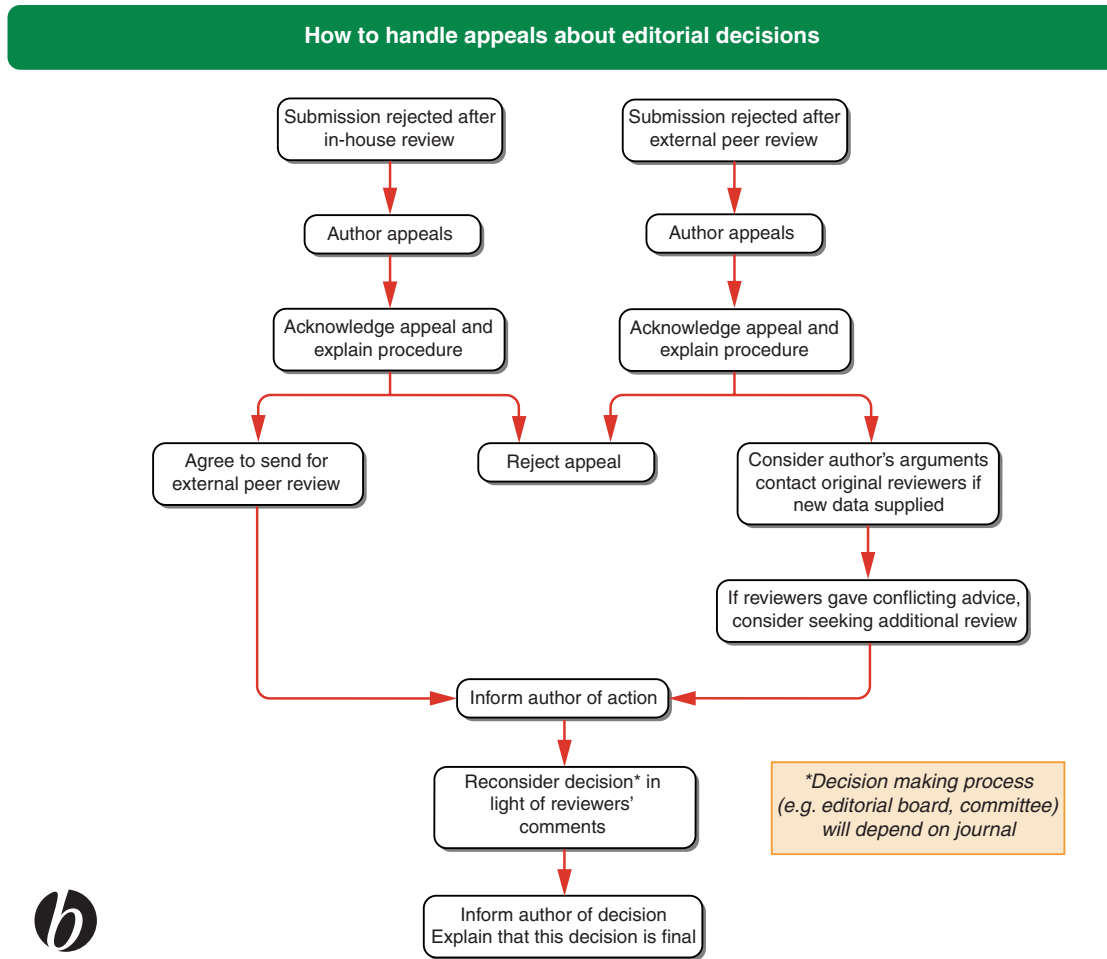 How to handle appeals about editorial decisions
Submission rejected after
in-house review
Submission rejected after
external peer review
Author appeals
Author appeals
Acknowledge appeal and
explain procedure
Acknowledge appeal and
explain procedure
Agree to send for
external peer review
Reject appeal
Consider author’s arguments
contact original reviewers if
new data supplied
If reviewers gave conflicting advice,
consider seeking additional review
Inform author of action
Reconsider decision* in
light of reviewers’
comments
*Decision making process
(e.g. editorial board, committee)
will depend on journal
Inform author of decision
Explain that this decision is final
b